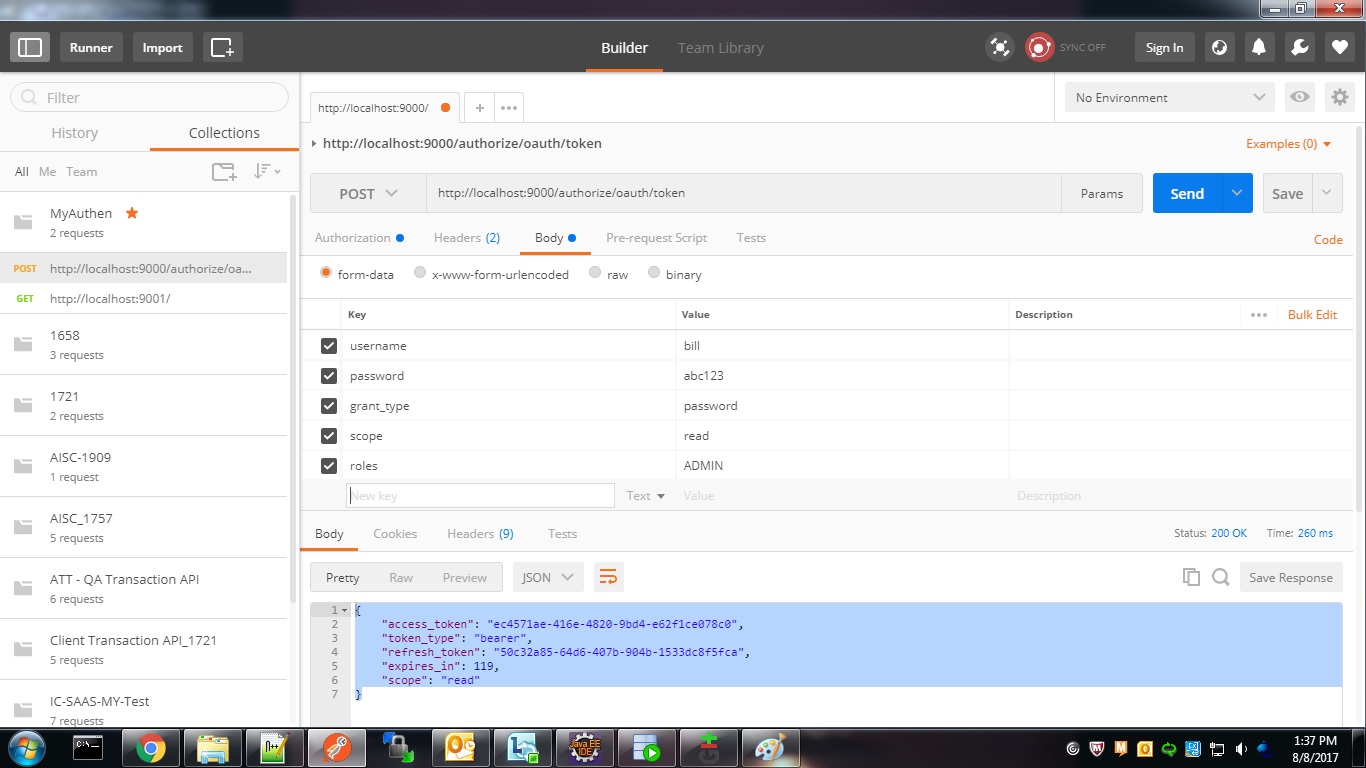 Runner
Import
Builder
Team Library
SYNC OFF
Sign In
Filter
History
Collections
All Me Team
MyAuthen
2 requests
POST http://localhost:9000/authorize/oa...
GET http://localhost:9001/
1658
3 requests
1721
2 requests
AISC-1909
1 request
AISC_1757
5 requests
ATT - QA Transaction API
6 requests
Client Transaction API_1721
5 requests
IC-SAAS-MY-Test
7 requests
http://localhost:9000/
+
•••
No Environment
http://localhost:9000/authorize/oauth/token
Examples (0)
POST
http://localhost:9000/authorize/oauth/token
Params
Send
Save
Authorization
Headers (2)
Body
Pre-request Script
Tests
Code
form-data
x-www-form-urlencoded
raw
binary
Key Value Description ••• Bulk Edit
username bill
password abc123
grant_type password
scope read
roles ADMIN
New key Text Value Description
Body Cookies Headers (9) Tests
Status: 200 OK Time: 260 ms
Pretty Raw Preview JSON
Save Response
1 {
2 "access_token": "ec4571ae-416e-4820-9bd4-e62f1ce078c0",
3 "token_type": "bearer",
4 "refresh_token": "50c32a85-64d6-407b-904b-1533dc8f5fca",
5 "expires_in": 119,
6 "scope": "read"
7 }
C:\_
Java EE
IDE
1:37 PM
8/8/2017